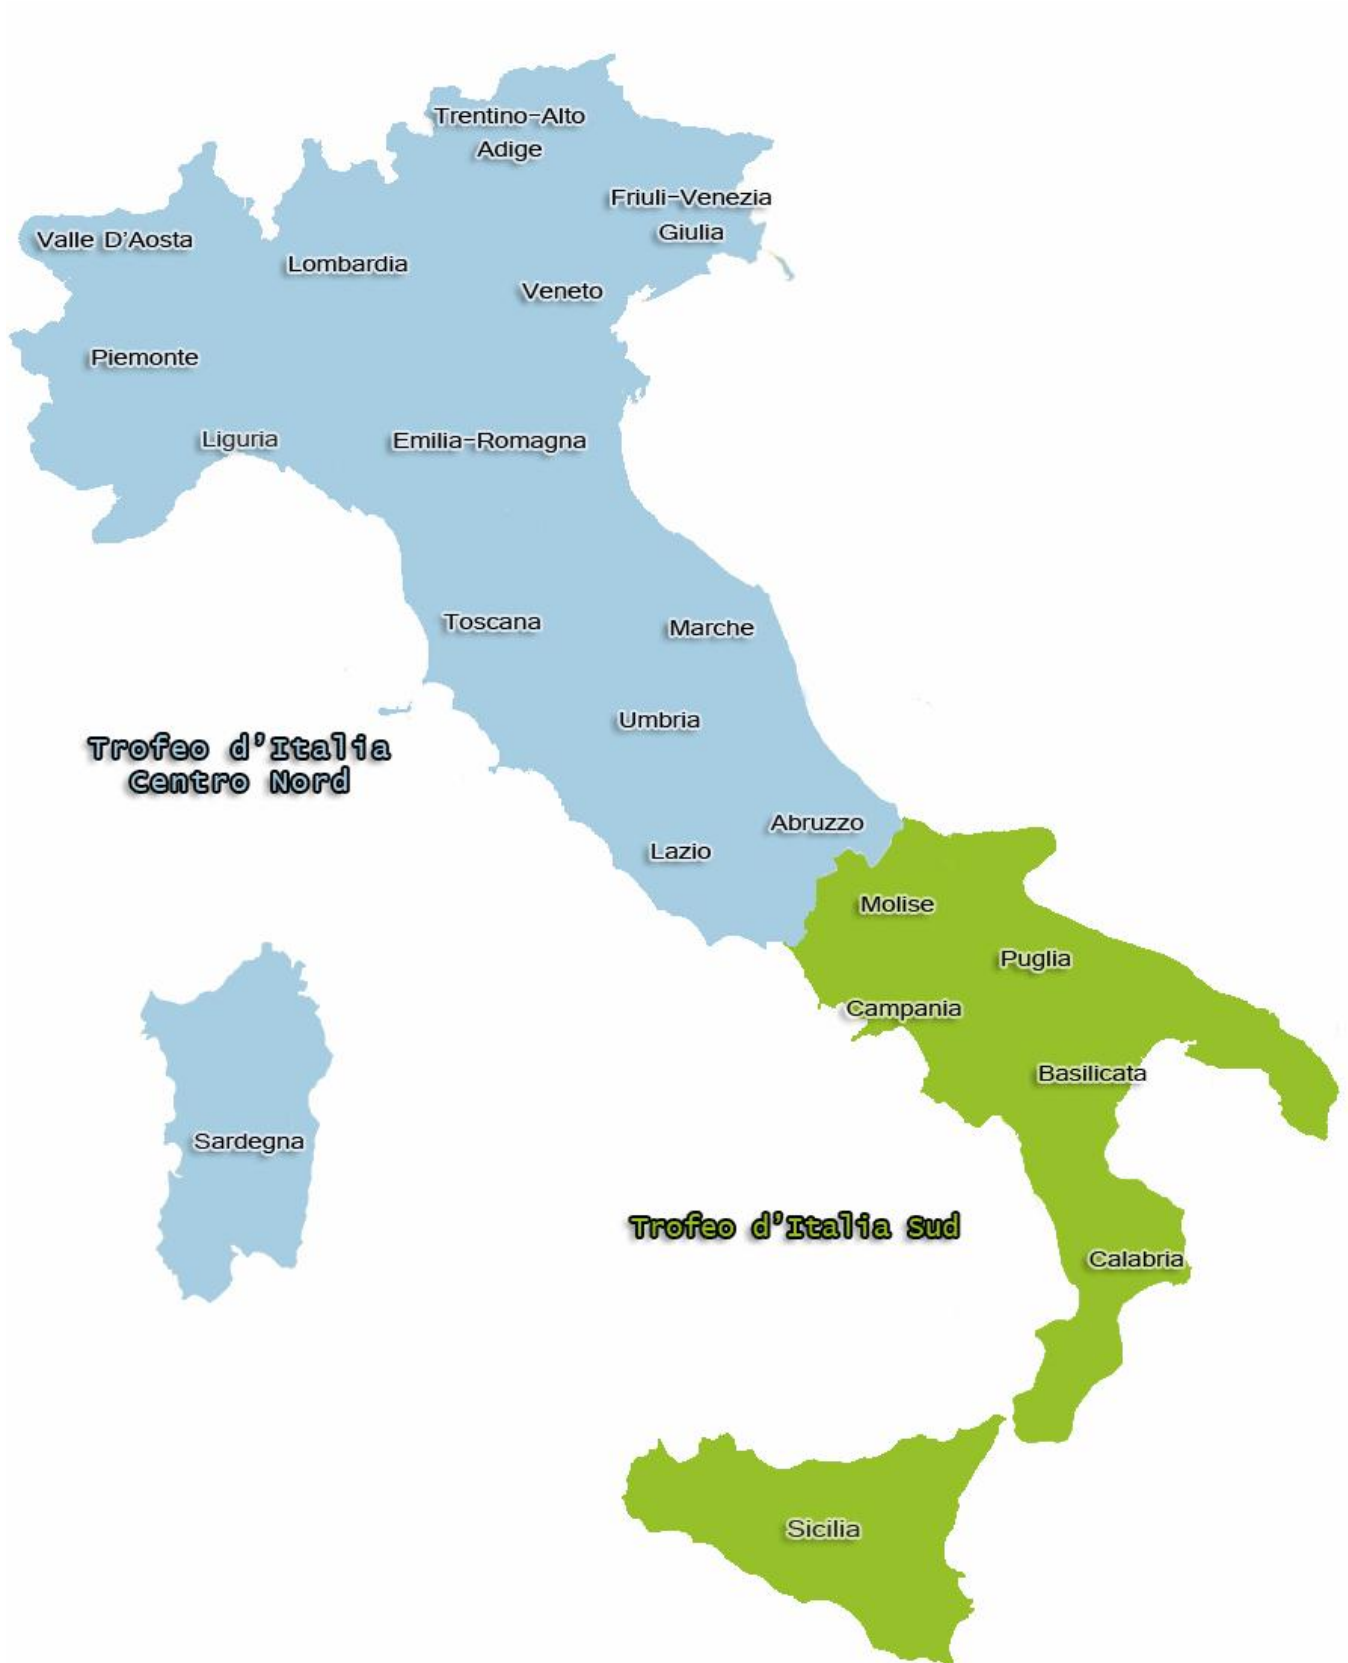 Trentino-Alto
Adige
Friuli-Venezia
Giulia
Valle D'Aosta
Lombardia
Veneto
Piemonte
Liguria
Emilia-Romagna
Toscana
Marche
Umbria
Trofeo d'Italia
Centro Nord
Abruzzo
Lazio
Molise
Puglia
Campania
Basilicata
Sardegna
Trofeo d'Italia Sud
Calabria
Sicilia